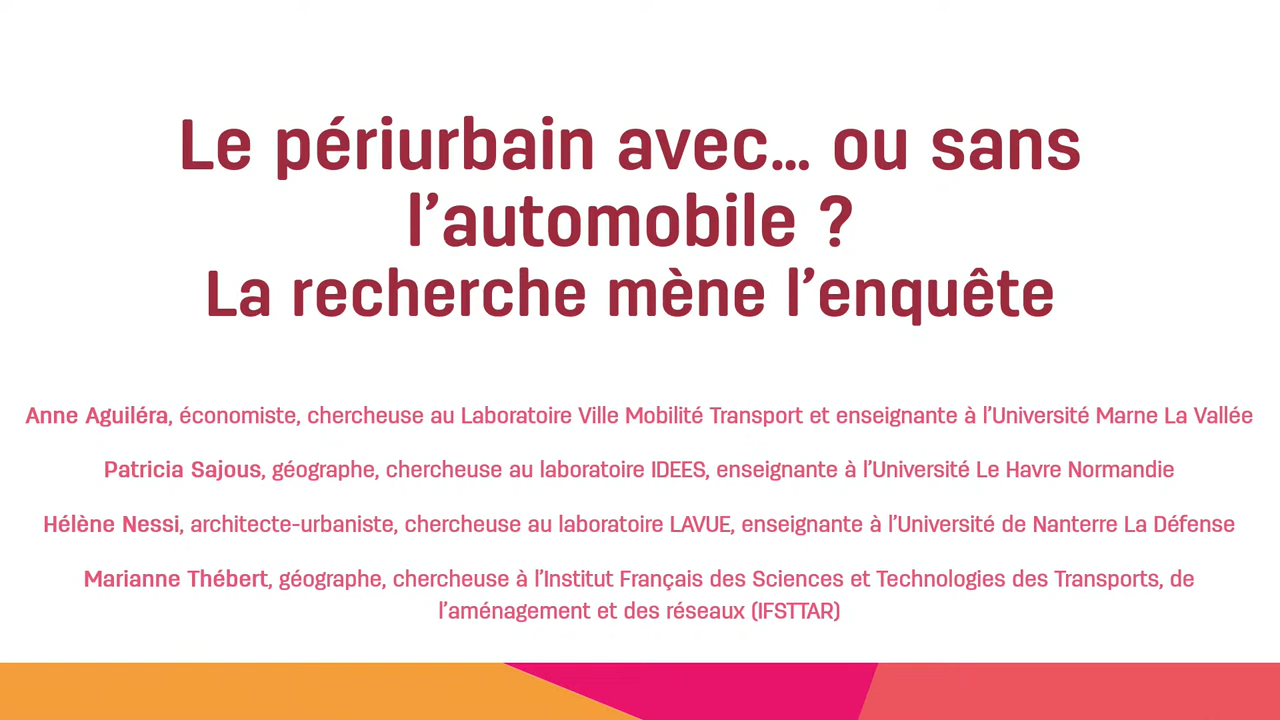 Le périurbain avec… ou sans
l’automobile ?
La recherche mène l’enquête
Anne Aguiléra, économiste, chercheuse au Laboratoire Ville Mobilité Transport et enseignante à l’Université Marne La Vallée
Patricia Sajous, géographe, chercheuse au laboratoire IDEES, enseignante à l’Université Le Havre Normandie
Hélène Nessi, architecte-urbaniste, chercheuse au laboratoire LAVUE, enseignante à l’Université de Nanterre La Défense
Marianne Thébert, géographe, chercheuse à l’Institut Français des Sciences et Technologies des Transports, de
l’aménagement et des réseaux (IFSTTAR)